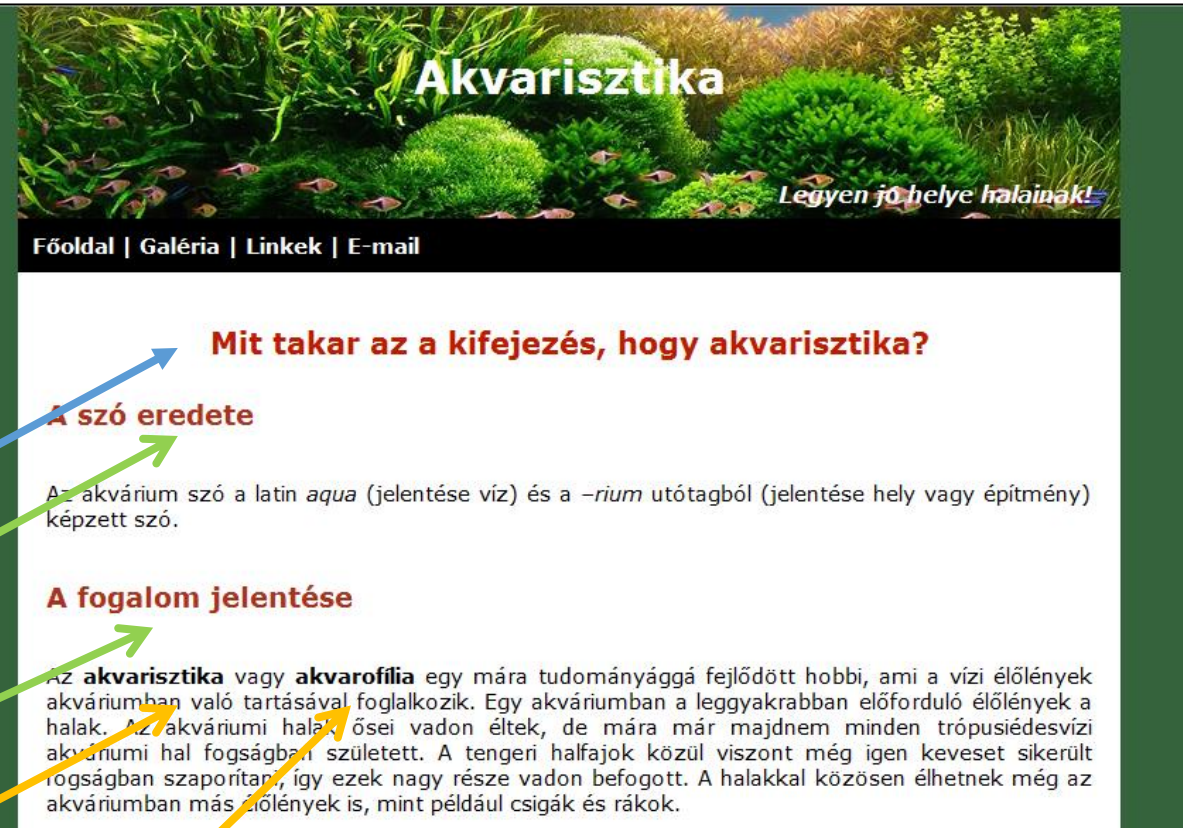 Akvarisztika
Legyen jó helye halainak!
Főoldal | Galéria | Linkek | E-mail
Mit takar az a kifejezés, hogy akvarisztika?
A szó eredete
Az akvárium szó a latin aqua (jelentése víz) és a –rium utótagból (jelentése hely vagy építmény)
képzett szó.
A fogalom jelentése
Az akvarisztika vagy akvarofília egy mára tudományággá fejlődött hobbi, ami a vízi élőlények
akváriumban való tartásával foglalkozik. Egy akváriumban a leggyakrabban előforduló élőlények a
halak. Az akváriumi halak ősei vadon éltek, de mára már majdnem minden trópusiédesvízi
akváriumi hal fogságban született. A tengeri halfajok közül viszont még igen keveset sikerült
fogságban szaporítani, így ezek nagy része vadon befogott. A halakkal közösen élhetnek még az
akváriumban más élőlények is, mint például csigák és rákok.